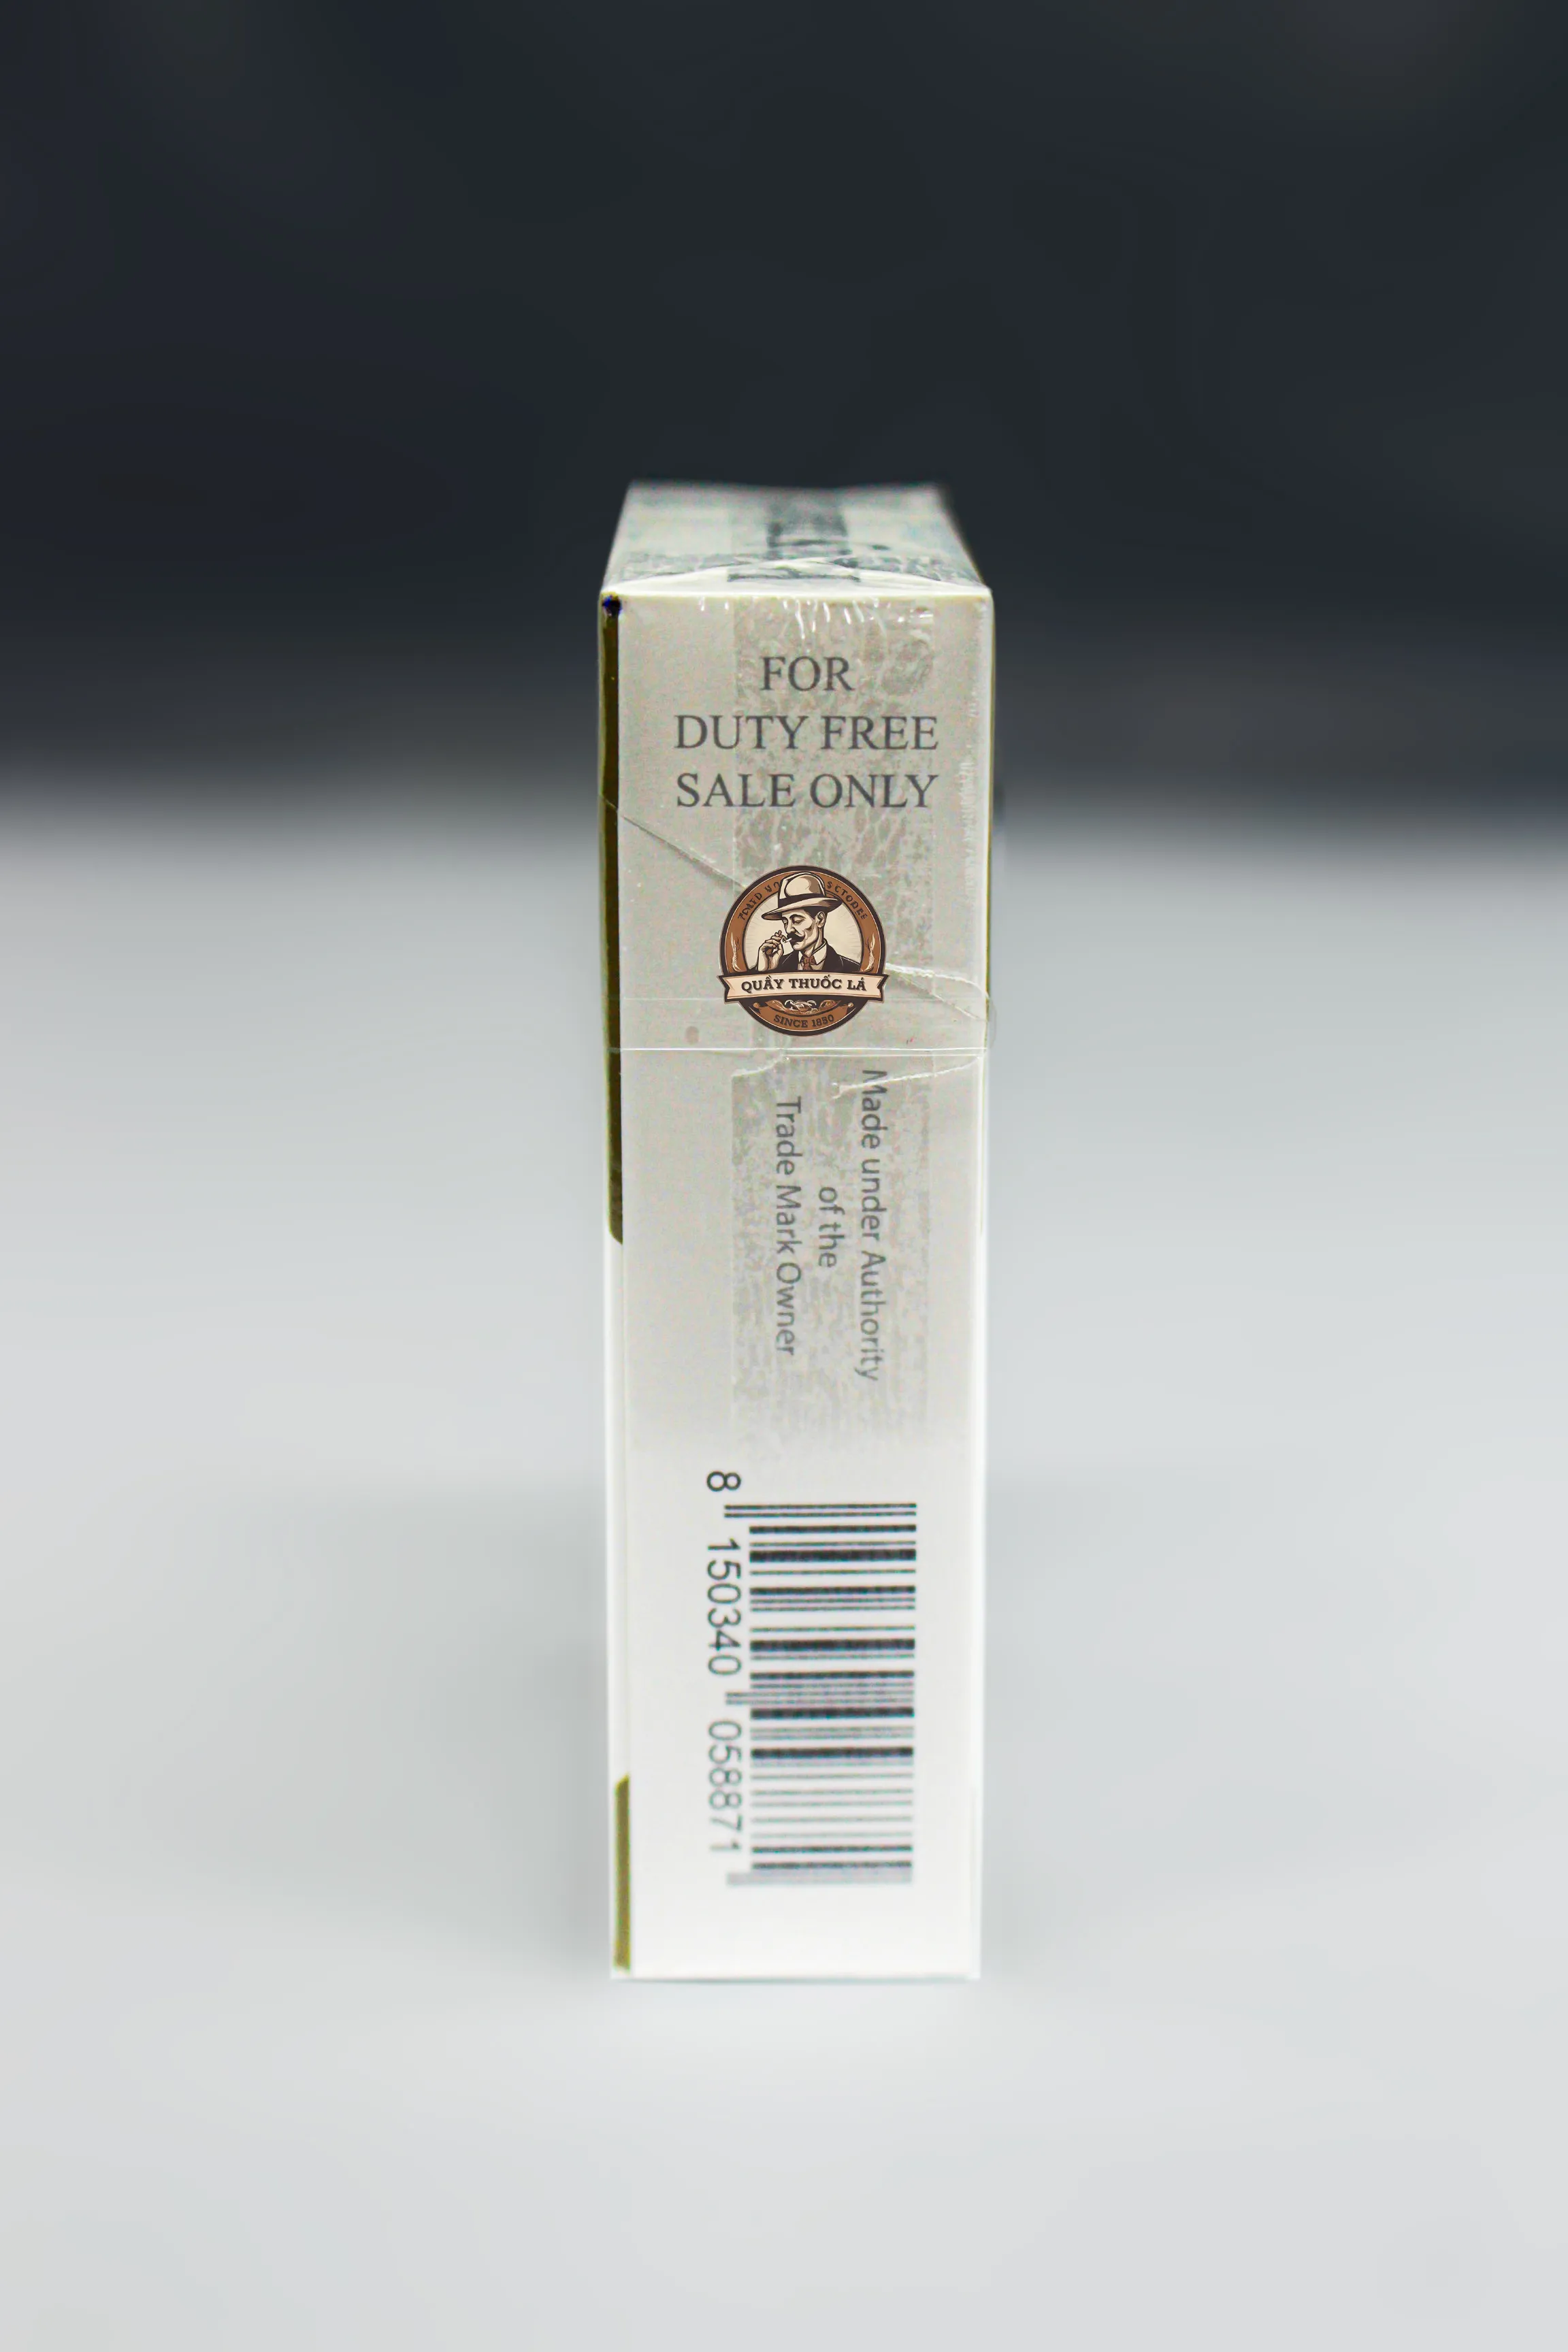 FOR
DUTY FREE
SALE ONLY
QUẦY THUỐC LÁ
SINCE 1880
Made under Authority
of the
Trade Mark Owner
8 150340 058871